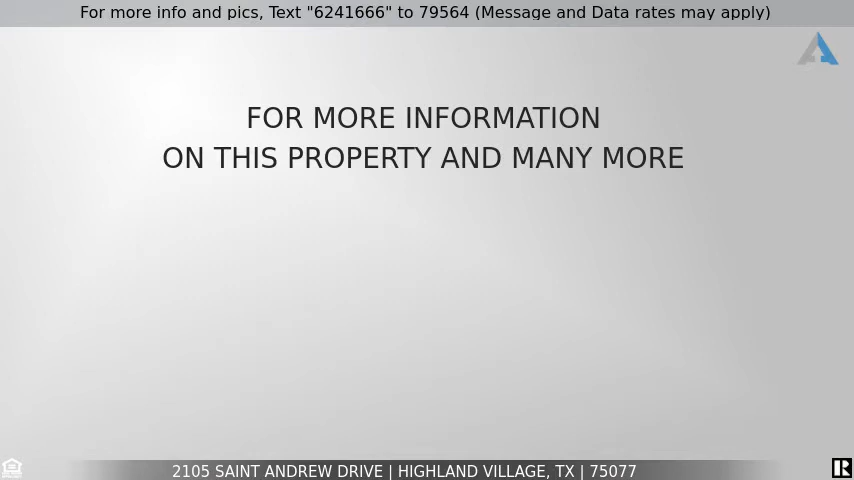 For more info and pics, Text "6241666" to 79564 (Message and Data rates may apply)
FOR MORE INFORMATION
ON THIS PROPERTY AND MANY MORE
2105 SAINT ANDREW DRIVE | HIGHLAND VILLAGE, TX | 75077